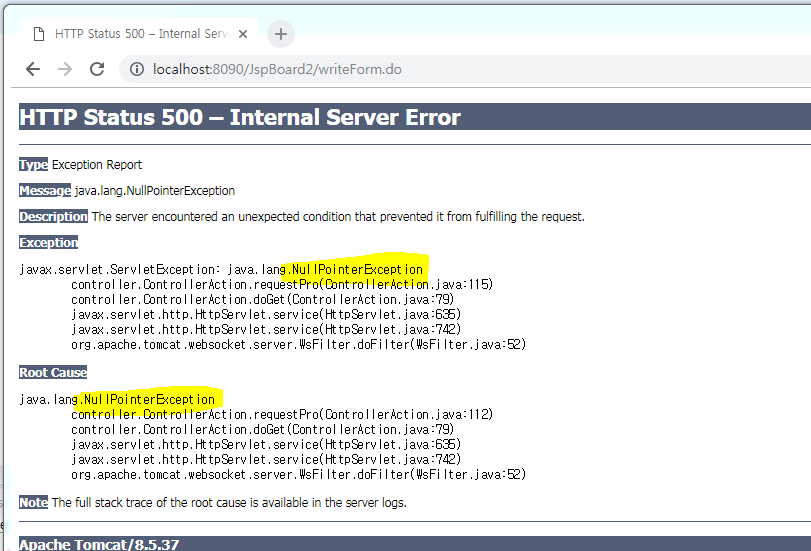 HTTP Status 500 – Internal Serve
localhost:8090/JspBoard2/writeForm.do
HTTP Status 500 – Internal Server Error
Type Exception Report
Message java.lang.NullPointerException
Description The server encountered an unexpected condition that prevented it from fulfilling the request.
Exception
javax.servlet.ServletException: java.lang.NullPointerException
controller.ControllerAction.requestPro(ControllerAction.java:115)
controller.ControllerAction.doGet(ControllerAction.java:79)
javax.servlet.http.HttpServlet.service(HttpServlet.java:635)
javax.servlet.http.HttpServlet.service(HttpServlet.java:742)
org.apache.tomcat.websocket.server.WsFilter.doFilter(WsFilter.java:52)
Root Cause
java.lang.NullPointerException
controller.ControllerAction.requestPro(ControllerAction.java:112)
controller.ControllerAction.doGet(ControllerAction.java:79)
javax.servlet.http.HttpServlet.service(HttpServlet.java:635)
javax.servlet.http.HttpServlet.service(HttpServlet.java:742)
org.apache.tomcat.websocket.server.WsFilter.doFilter(WsFilter.java:52)
Note The full stack trace of the root cause is available in the server logs.
Apache Tomcat/8.5.37